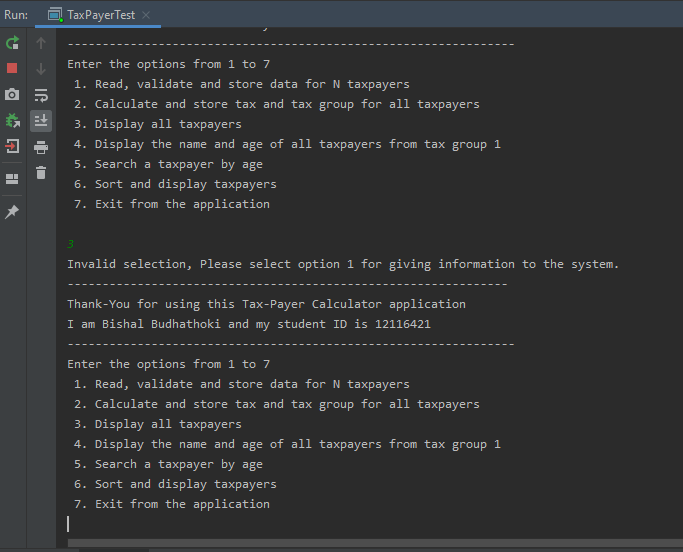 Run: TaxPayerTest
---------------------------------------------------------------
Enter the options from 1 to 7
1. Read, validate and store data for N taxpayers
2. Calculate and store tax and tax group for all taxpayers
3. Display all taxpayers
4. Display the name and age of all taxpayers from tax group 1
5. Search a taxpayer by age
6. Sort and display taxpayers
7. Exit from the application
3
Invalid selection, Please select option 1 for giving information to the system.
--------------------------------------------------------------
Thank-You for using this Tax-Payer Calculator application
I am Bishal Budhathoki and my student ID is 12116421
---------------------------------------------------------------
Enter the options from 1 to 7
1. Read, validate and store data for N taxpayers
2. Calculate and store tax and tax group for all taxpayers
3. Display all taxpayers
4. Display the name and age of all taxpayers from tax group 1
5. Search a taxpayer by age
6. Sort and display taxpayers
7. Exit from the application